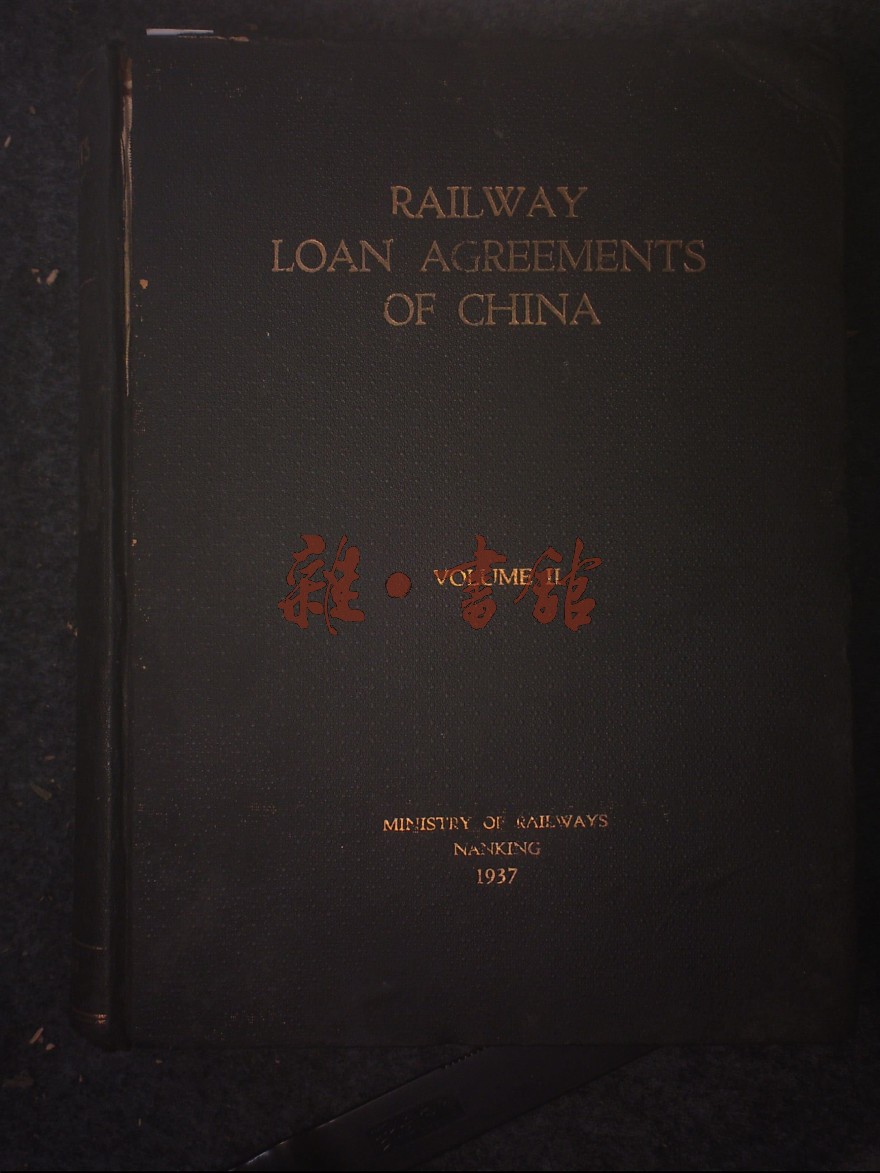 RAILWAY
LOAN AGREEMENTS
OF CHINA
VOLUME II
雜·書館
MINISTRY OF RAILWAYS
NANKING
1937